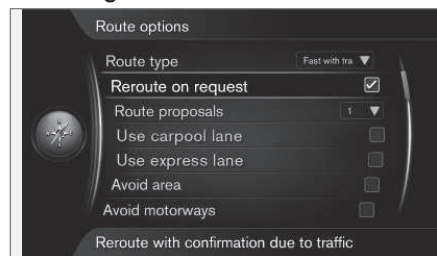 Route options
Route type Fast with tra
Reroute on request
Route proposals 1
Use carpool lane
Use express lane
Avoid area
Avoid motorways
Reroute with confirmation due to traffic